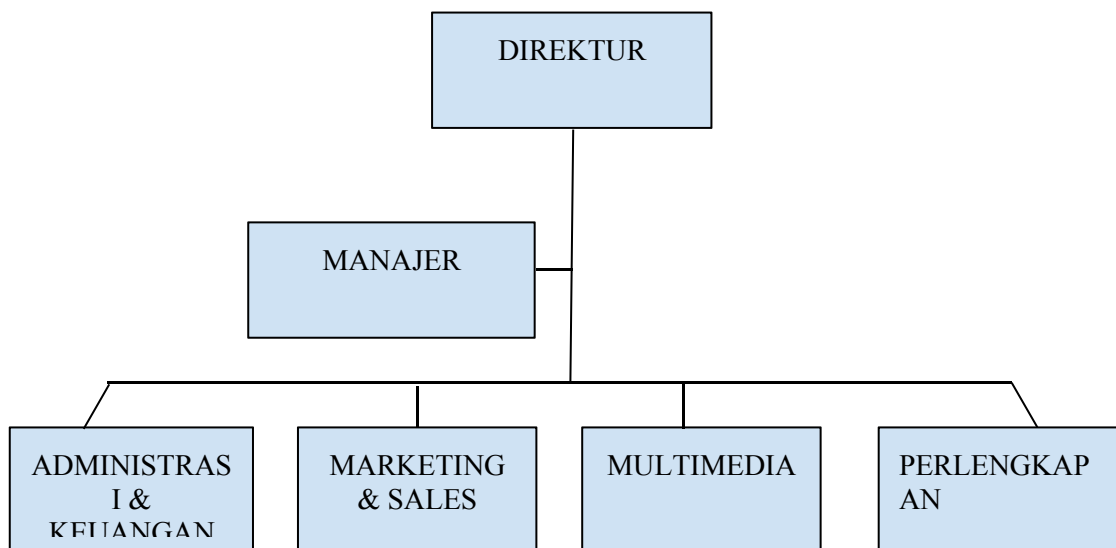 DIREKTUR
MANAJER
ADMINISTRAS
I &
KEUANGAN
MARKETING
& SALES
MULTIMEDIA
PERLENGKAP
AN